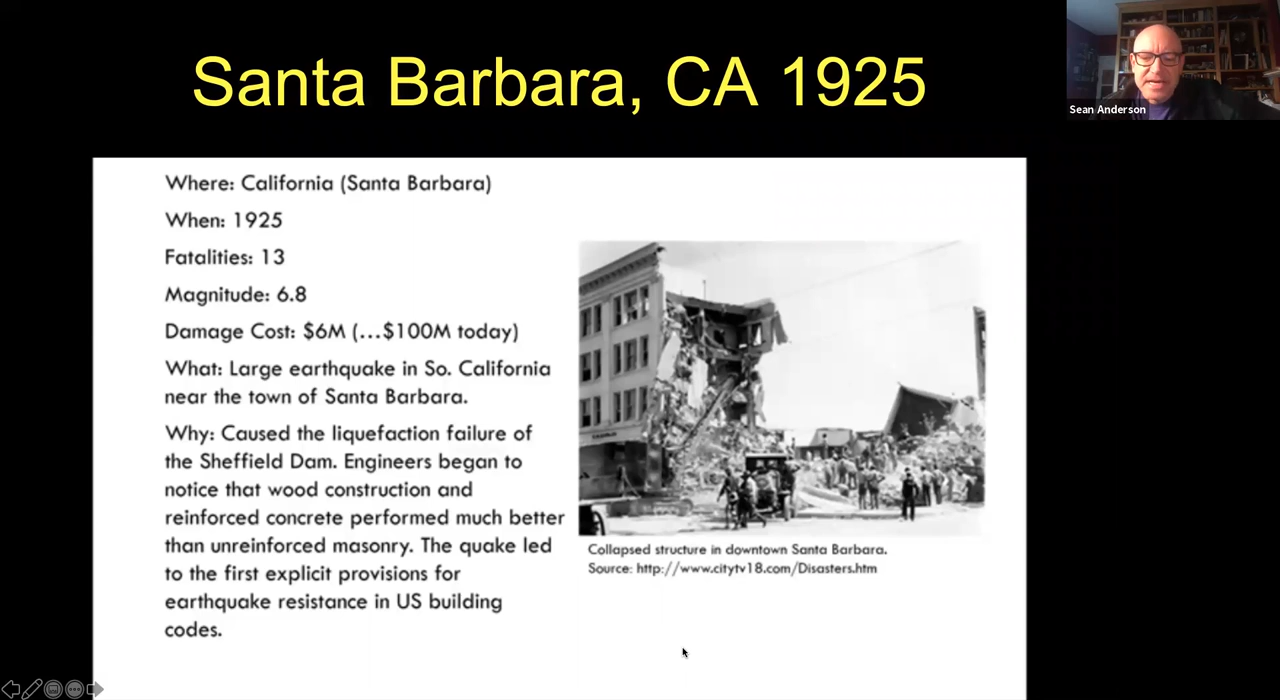 Santa Barbara, CA 1925
Sean Anderson
Where: California (Santa Barbara)
When: 1925
Fatalities: 13
Magnitude: 6.8
Damage Cost: $6M (...$100M today)
What: Large earthquake in So. California
near the town of Santa Barbara.
Why: Caused the liquefaction failure of
the Sheffield Dam. Engineers began to
notice that wood construction and
reinforced concrete performed much better
than unreinforced masonry. The quake led
to the first explicit provisions for
earthquake resistance in US building
codes.
Collapsed structure in downtown Santa Barbara.
Source: http://www.citytv18.com/Disasters.htm